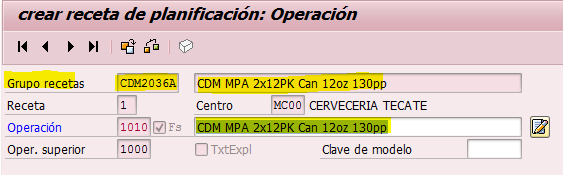 crear receta de planificación: Operación
Grupo recetas CDM2036A CDM MPA 2x12PK Can 12oz 130pp
Receta 1 Centro MC00 CERVECERIA TECATE
Operación 1010 Fs CDM MPA 2x12PK Can 12oz 130pp
Oper. superior 1000 TxtExpl Clave de modelo